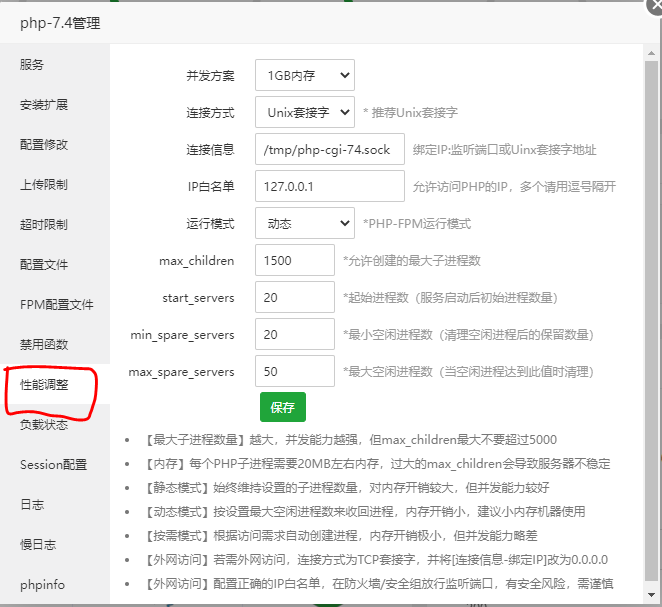 php-7.4管理
服务
安装扩展
配置修改
上传限制
超时限制
配置文件
FPM配置文件
禁用函数
性能调整
负载状态
Session配置
日志
慢日志
phpinfo
并发方案 1GB内存
连接方式 Unix套接字 * 推荐Unix套接字
连接信息 /tmp/php-cgi-74.sock 绑定IP:监听端口或Uinx套接字地址
IP白名单 127.0.0.1 允许访问PHP的IP，多个请用逗号隔开
运行模式 动态 *PHP-FPM运行模式
max_children 1500 *允许创建的最大子进程数
start_servers 20 *起始进程数（服务启动后初始进程数量）
min_spare_servers 20 *最小空闲进程数（清理空闲进程后的保留数量）
max_spare_servers 50 *最大空闲进程数（当空闲进程达到此值时清理）
保存
【最大子进程数量】越大，并发能力越强，但max_children最大不要超过5000
【内存】每个PHP子进程需要20MB左右内存，过大的max_children会导致服务器不稳定
【静态模式】始终维持设置的子进程数量，对内存开销较大，但并发能力较好
【动态模式】按设置最大空闲进程数来收回进程，内存开销小，建议小内存机器使用
【按需模式】根据访问需求自动创建进程，内存开销极小，但并发能力略差
【外网访问】若需外网访问，连接方式为TCP套接字，并将[连接信息-绑定IP]改为0.0.0.0
【外网访问】配置正确的IP白名单，在防火墙/安全组放行监听端口，有安全风险，需谨慎